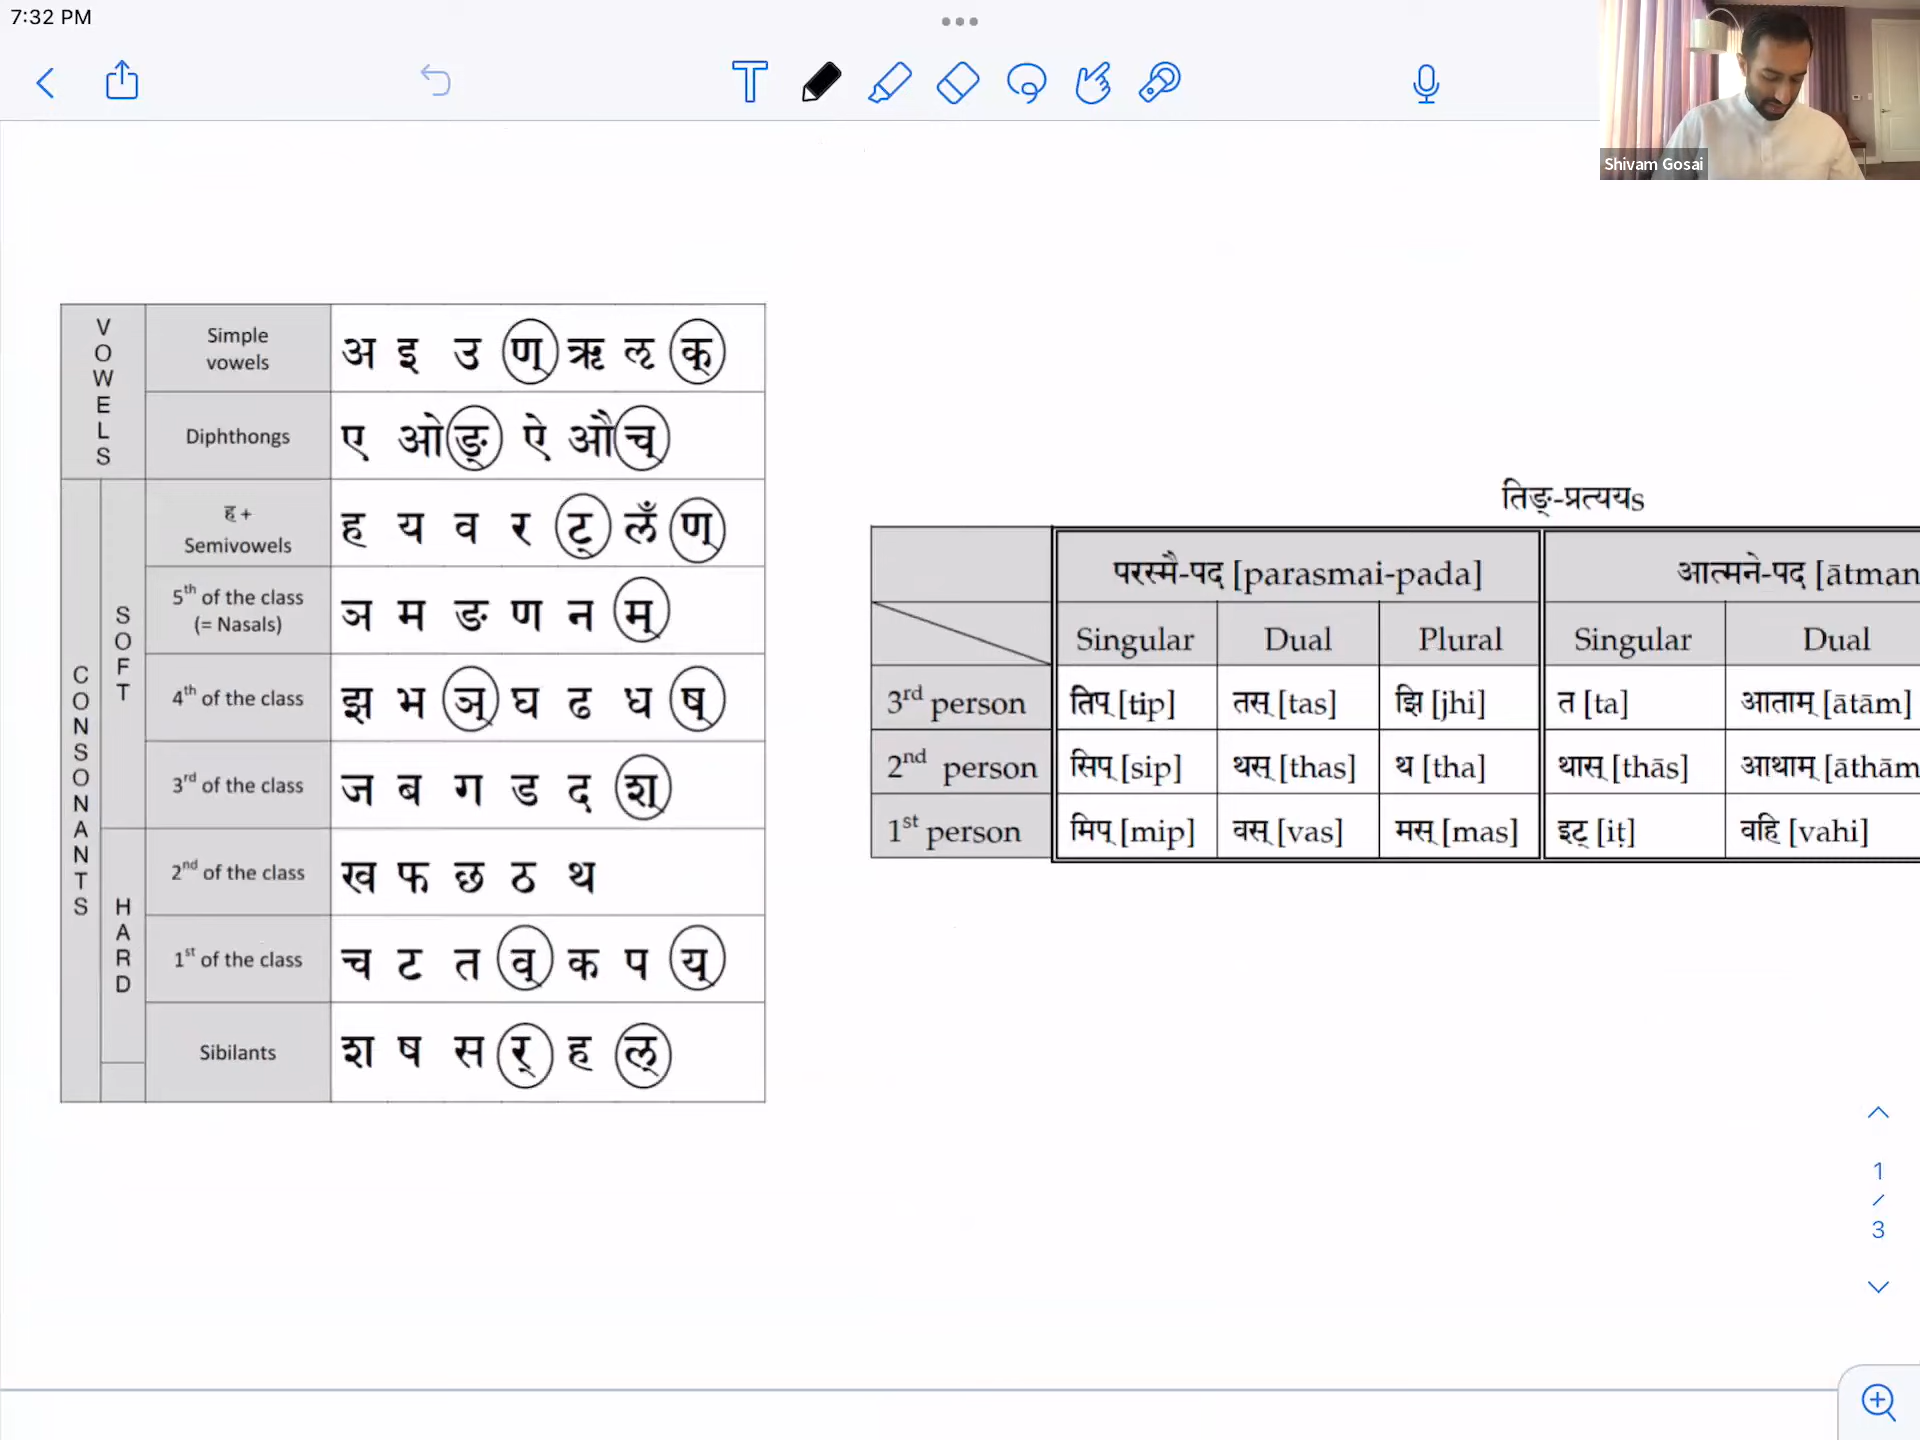 7:32 PM
Shivam Gosai
VOWELS
Simple vowels
अ इ उ ण् ऋ ऌ क्
Diphthongs
ए ओ ङ् ऐ औ च्
CONSONANTS
SOFT
ह् + Semivowels
ह य व र ट् लँ ण्
5th of the class (= Nasals)
ञ म ङ ण न म्
4th of the class
झ भ ञ् घ ढ ध ष्
3rd of the class
ज ब ग ड द श्
HARD
2nd of the class
ख फ छ ठ थ
1st of the class
च ट त व् क प य्
Sibilants
श ष स र् ह ल्
तिङ्-प्रत्ययs
परस्मै-पद [parasmai-pada] आत्मने-पद [ātman
Singular Dual Plural Singular Dual
3rd person तिप् [tip] तस् [tas] झि [jhi] त [ta] आताम् [ātām]
2nd person सिप् [sip] थस् [thas] थ [tha] थास् [thās] आथाम् [āthām
1st person मिप् [mip] वस् [vas] मस् [mas] इट् [iṭ] वहि [vahi]
1
/
3